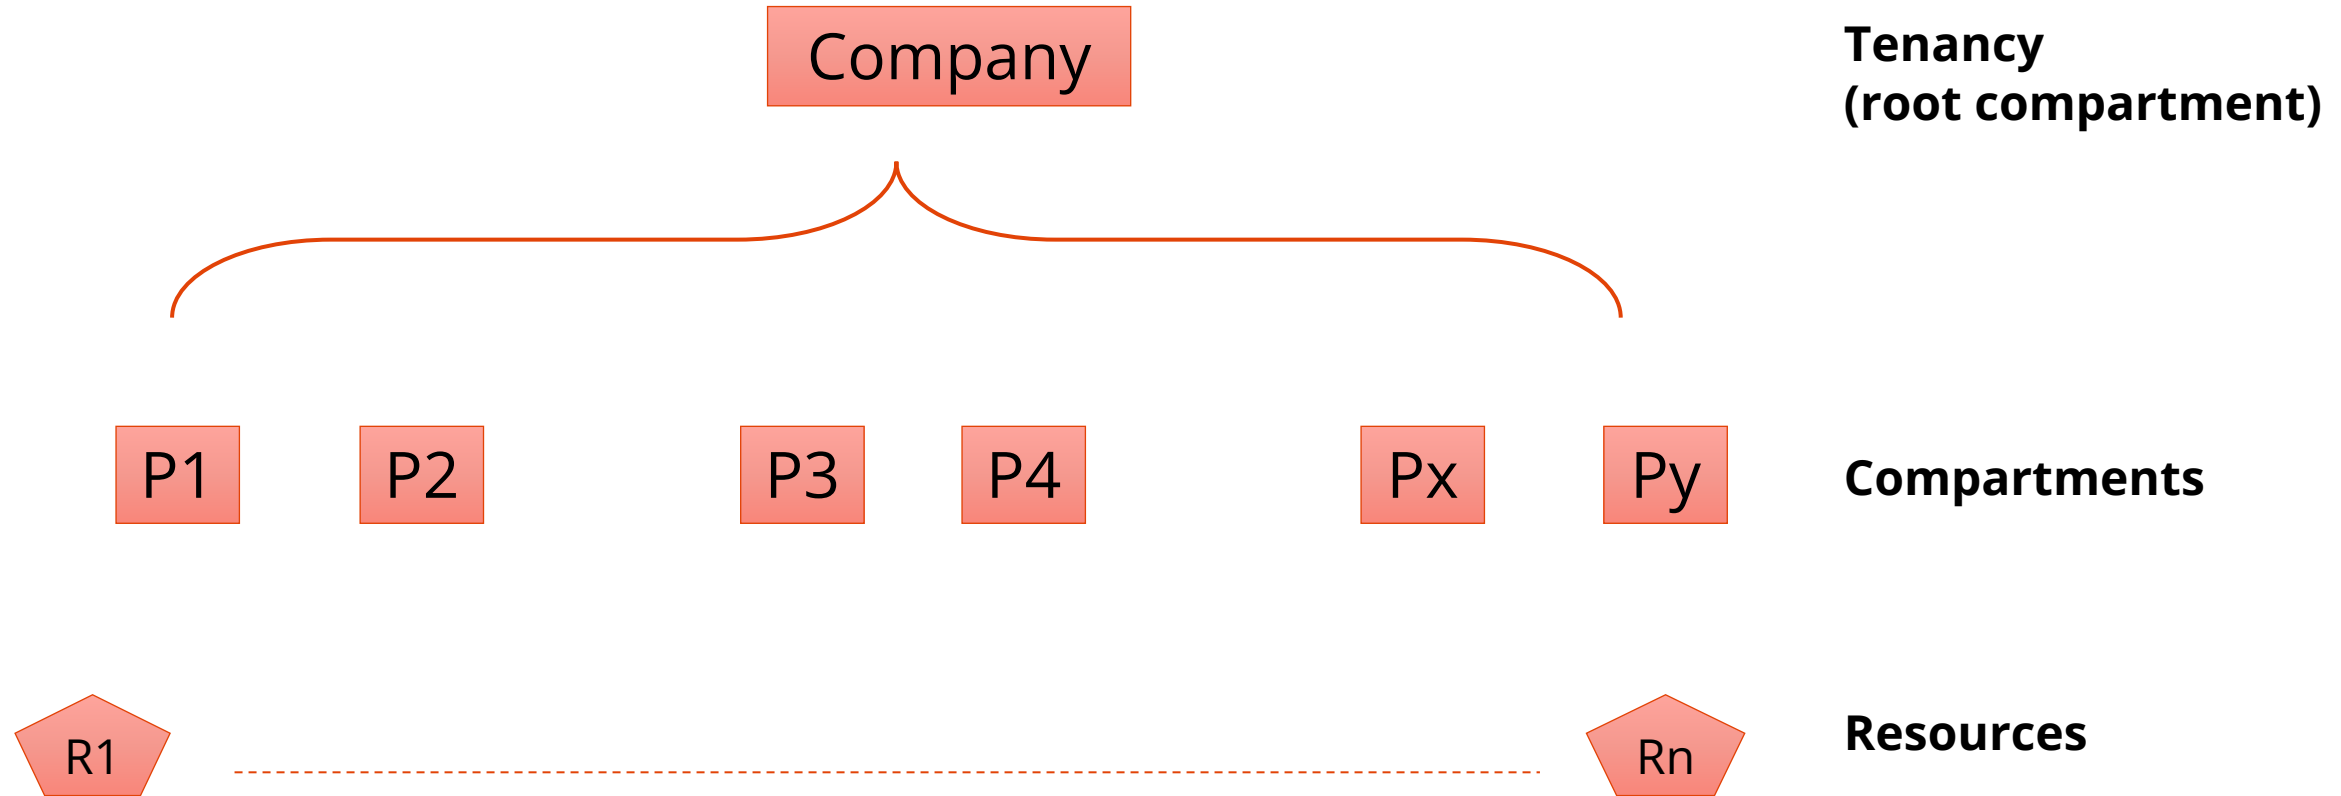 Company
Tenancy
(root compartment)
P1 P2 P3 P4 Px Py
Compartments
R1 Rn
Resources